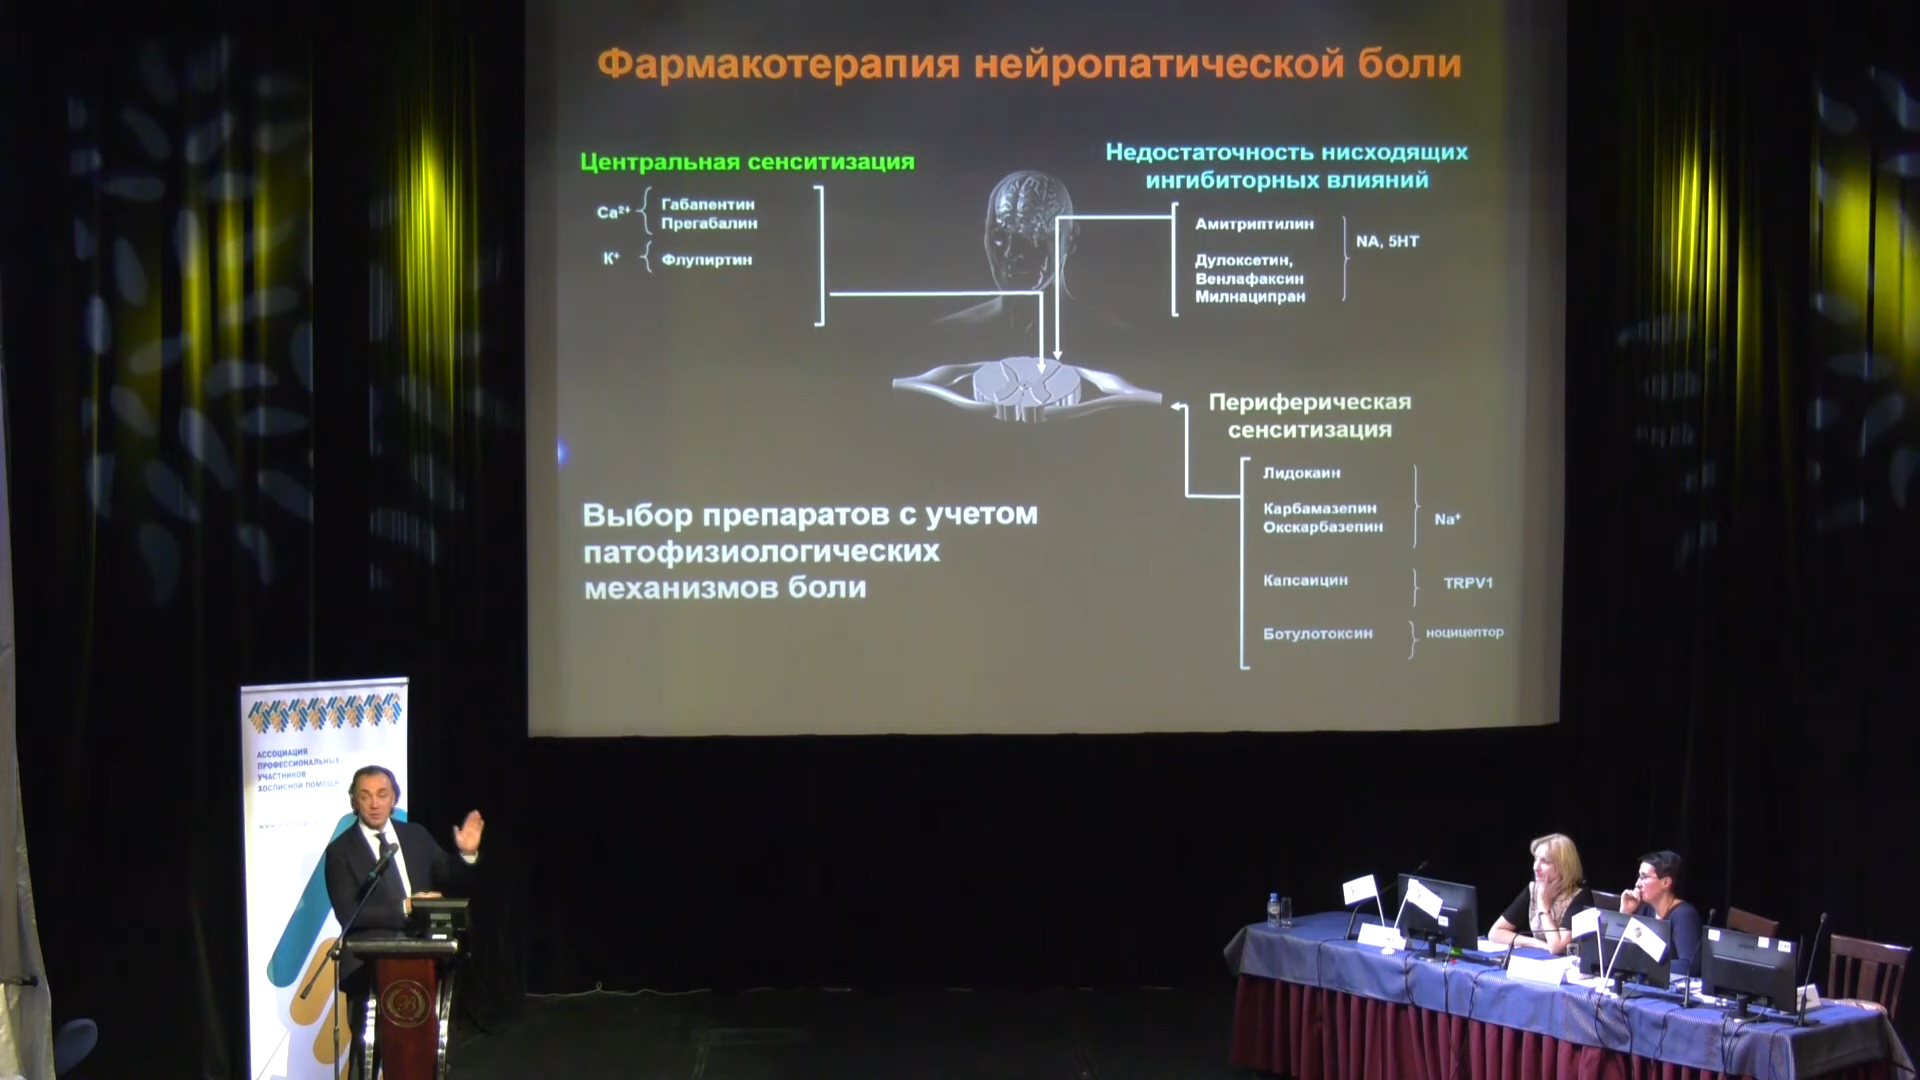 Фармакотерапия нейропатической боли
Центральная сенситизация
Ca²⁺
Габапентин
Прегабалин
K⁺
Флупиртин
Недостаточность нисходящих
ингибиторных влияний
Амитриптилин
Дулоксетин,
Венлафаксин
Милнаципран
NA, 5HT
Периферическая
сенситизация
Лидокаин
Карбамазепин
Окскарбазепин
Na⁺
Капсаицин
TRPV1
Ботулотоксин
ноцицептор
Выбор препаратов с учетом
патофизиологических
механизмов боли
АССОЦИАЦИЯ
ПРОФЕССИОНАЛЬНЫХ
УЧАСТНИКОВ
ХОСПИСНОЙ ПОМОЩИ